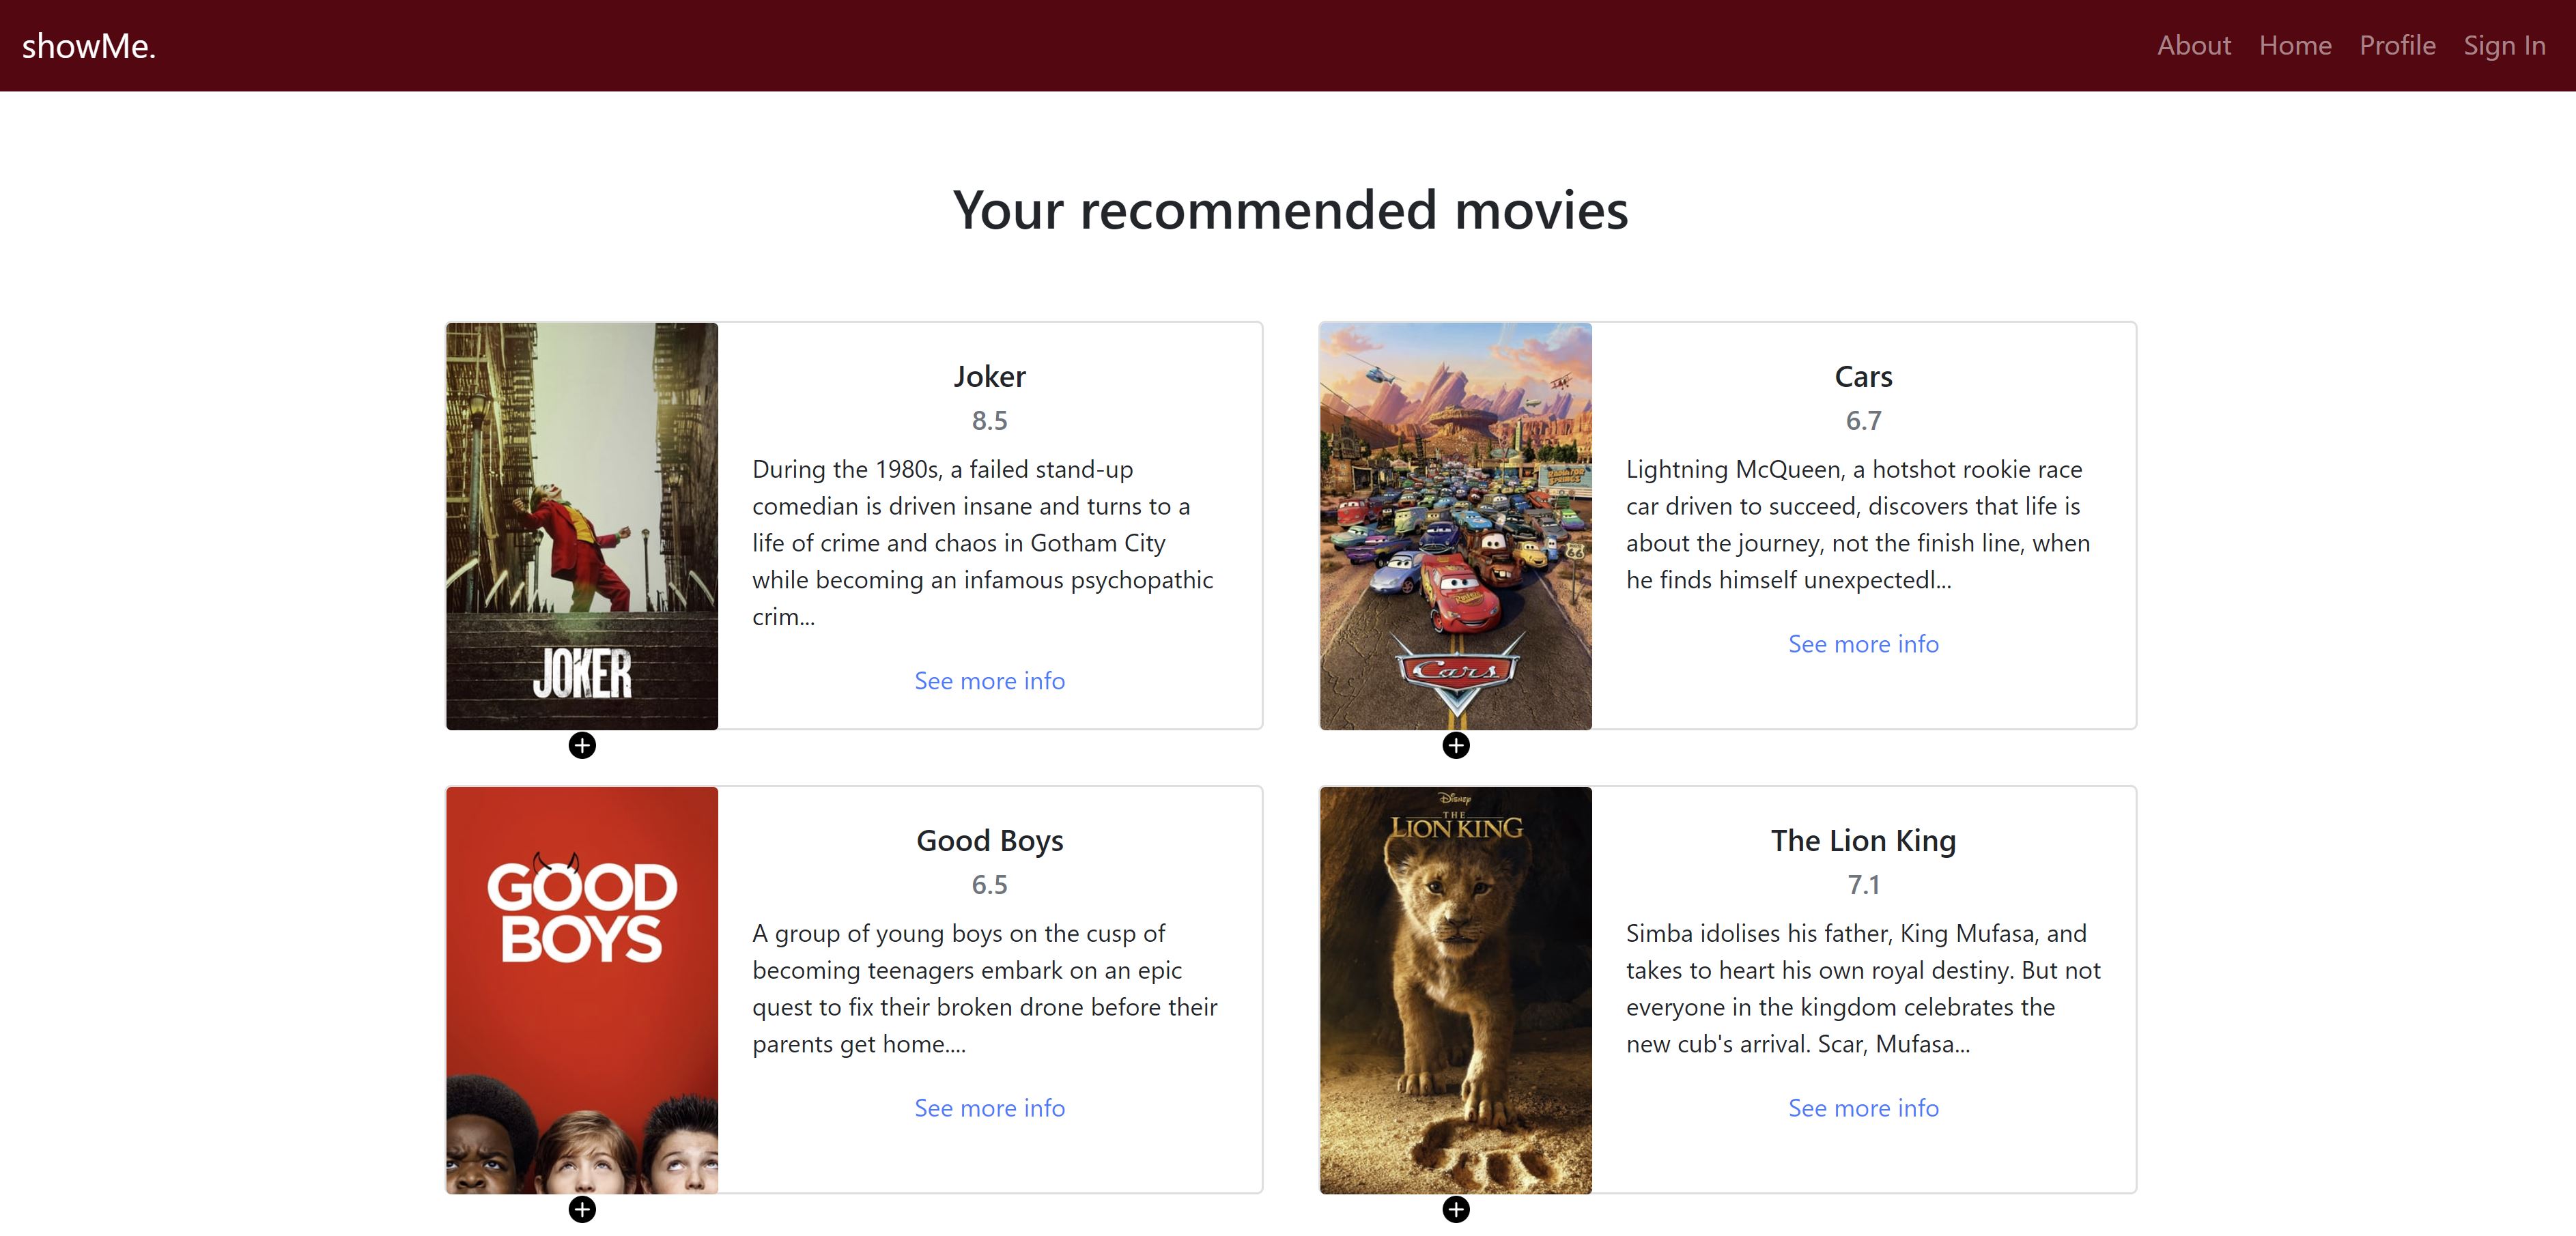 showMe.
About Home Profile Sign In
Your recommended movies
JOKER
Joker
8.5
During the 1980s, a failed stand-up
comedian is driven insane and turns to a
life of crime and chaos in Gotham City
while becoming an infamous psychopathic
crim...
See more info
66
Cars
Cars
6.7
Lightning McQueen, a hotshot rookie race
car driven to succeed, discovers that life is
about the journey, not the finish line, when
he finds himself unexpectedl...
See more info
GOOD
BOYS
Good Boys
6.5
A group of young boys on the cusp of
becoming teenagers embark on an epic
quest to fix their broken drone before their
parents get home....
See more info
Disney
THE
LION KING
The Lion King
7.1
Simba idolises his father, King Mufasa, and
takes to heart his own royal destiny. But not
everyone in the kingdom celebrates the
new cub's arrival. Scar, Mufasa...
See more info